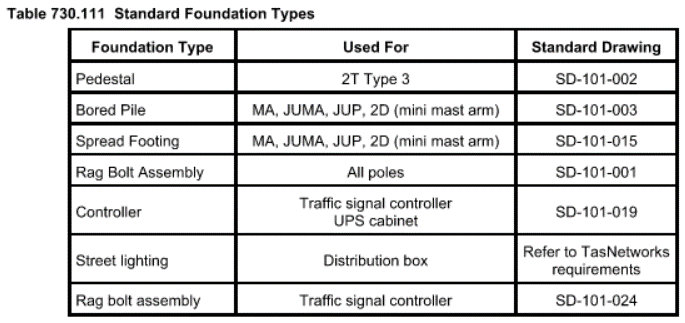 Table 730.111 Standard Foundation Types
Foundation Type Used For Standard Drawing
Pedestal 2T Type 3 SD-101-002
Bored Pile MA, JUMA, JUP, 2D (mini mast arm) SD-101-003
Spread Footing MA, JUMA, JUP, 2D (mini mast arm) SD-101-015
Rag Bolt Assembly All poles SD-101-001
Controller Traffic signal controller SD-101-019
UPS cabinet
Street lighting Distribution box Refer to TasNetworks
requirements
Rag bolt assembly Traffic signal controller SD-101-024